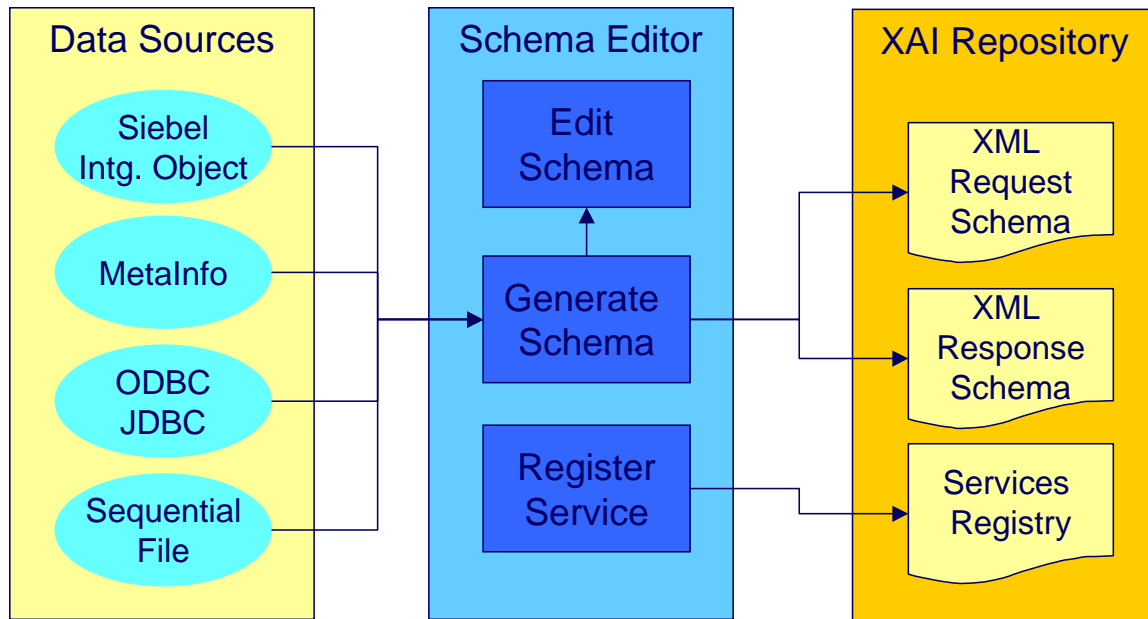 Data Sources
Siebel
Intg. Object
MetaInfo
ODBC
JDBC
Sequential
File
Schema Editor
Edit
Schema
Generate
Schema
Register
Service
XAI Repository
XML
Request
Schema
XML
Response
Schema
Services
Registry